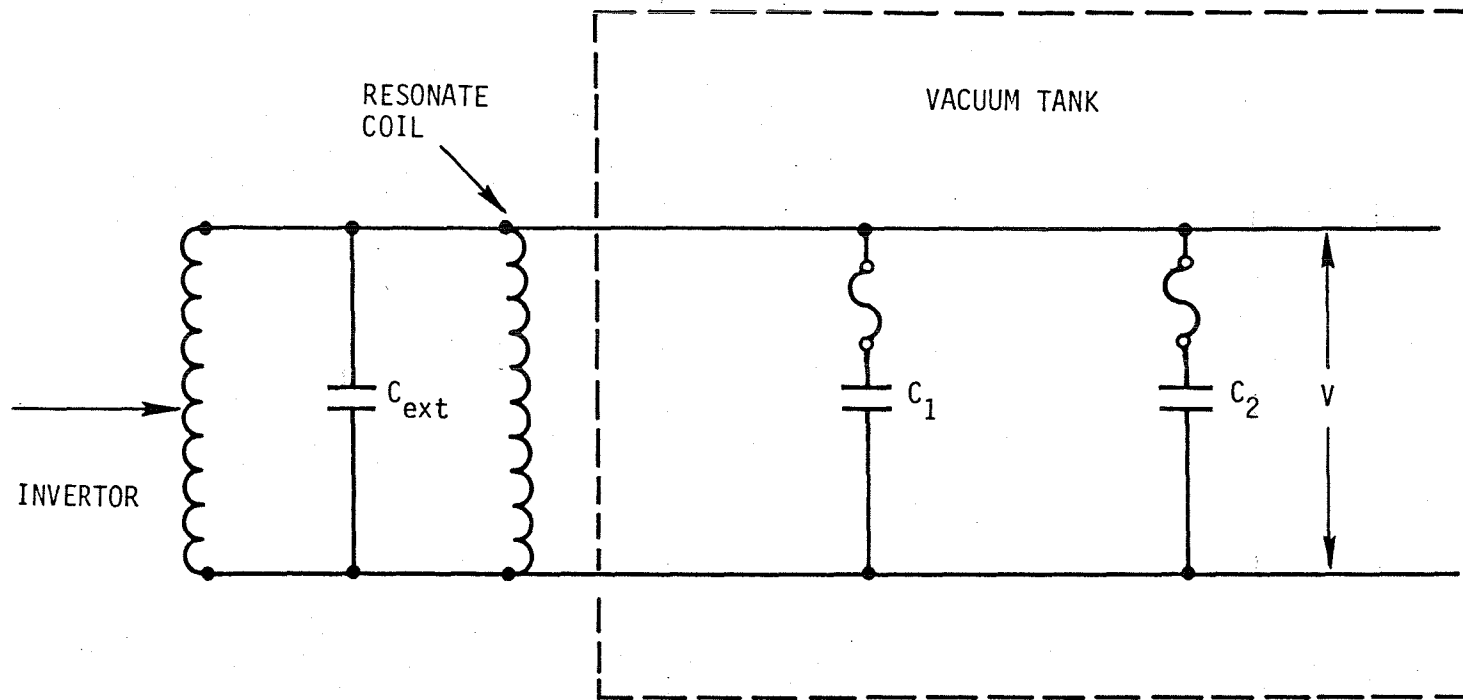 RESONATE
COIL
VACUUM TANK
C_ext
C_1
C_2
V
INVERTOR